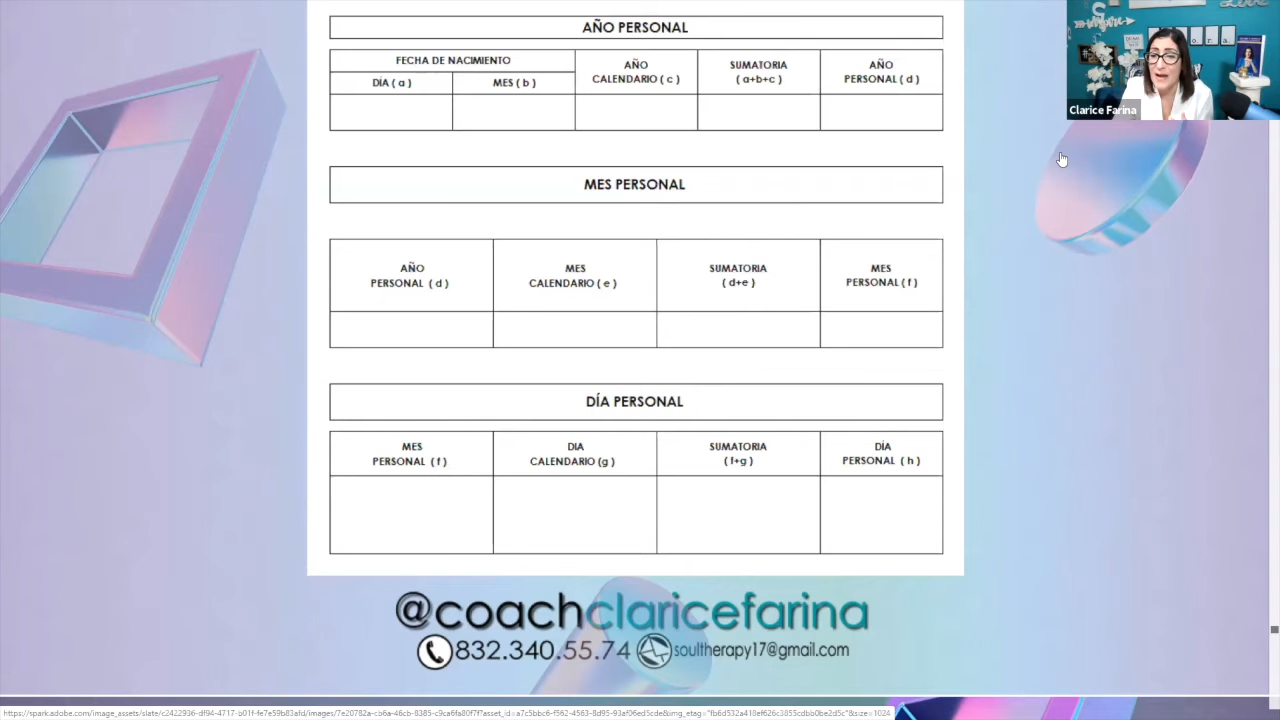 AÑO PERSONAL
FECHA DE NACIMIENTO
DÍA ( a )
MES ( b )
AÑO
CALENDARIO ( c )
SUMATORIA
( a+b+c )
AÑO
PERSONAL ( d )
Clarice Farina
MES PERSONAL
AÑO
PERSONAL ( d )
MES
CALENDARIO ( e )
SUMATORIA
( d+e )
MES
PERSONAL ( f )
DÍA PERSONAL
MES
PERSONAL ( f )
DIA
CALENDARIO (g )
SUMATORIA
( f+g )
DÍA
PERSONAL ( h )
@coachclaricefarina
832.340.55.74 soultherapy17@gmail.com